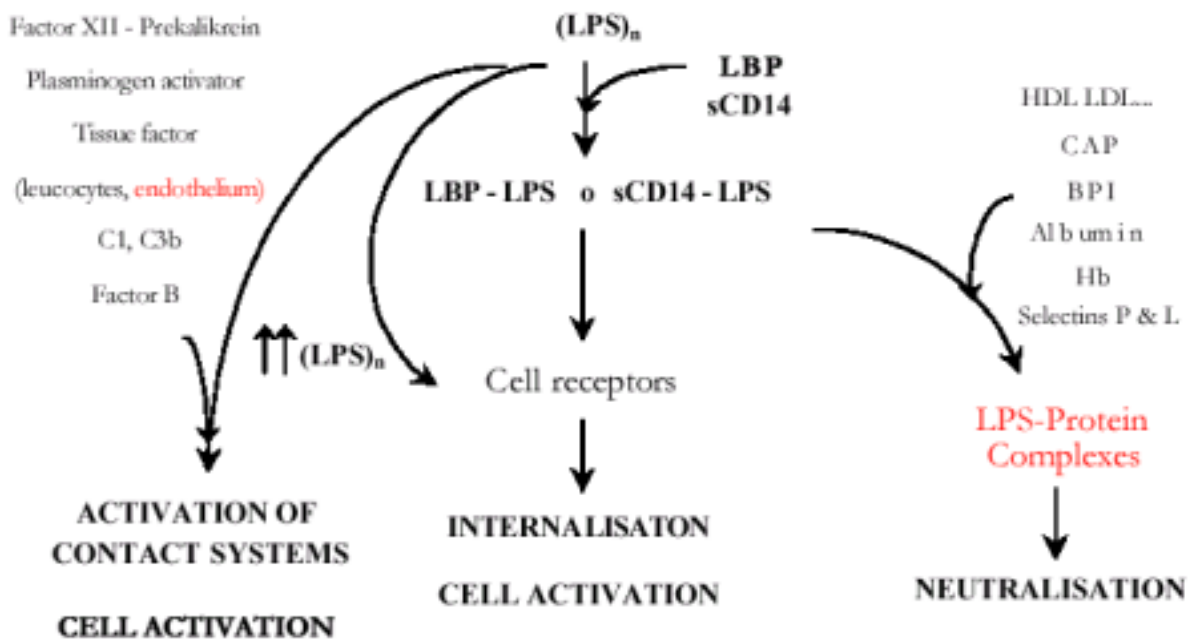 Factor XII - Prekalikrein
Plasminogen activator
Tissue factor
(leucocytes, endothelium)
C1, C3b
Factor B
(LPS)n
LBP
sCD14
LBP - LPS o sCD14 - LPS
(LPS)n
Cell receptors
HDL LDL...
CAP
BPI
Albumin
Hb
Selectins P & L
LPS-Protein
Complexes
ACTIVATION OF
CONTACT SYSTEMS
CELL ACTIVATION
INTERNALISATON
CELL ACTIVATION
NEUTRALISATION